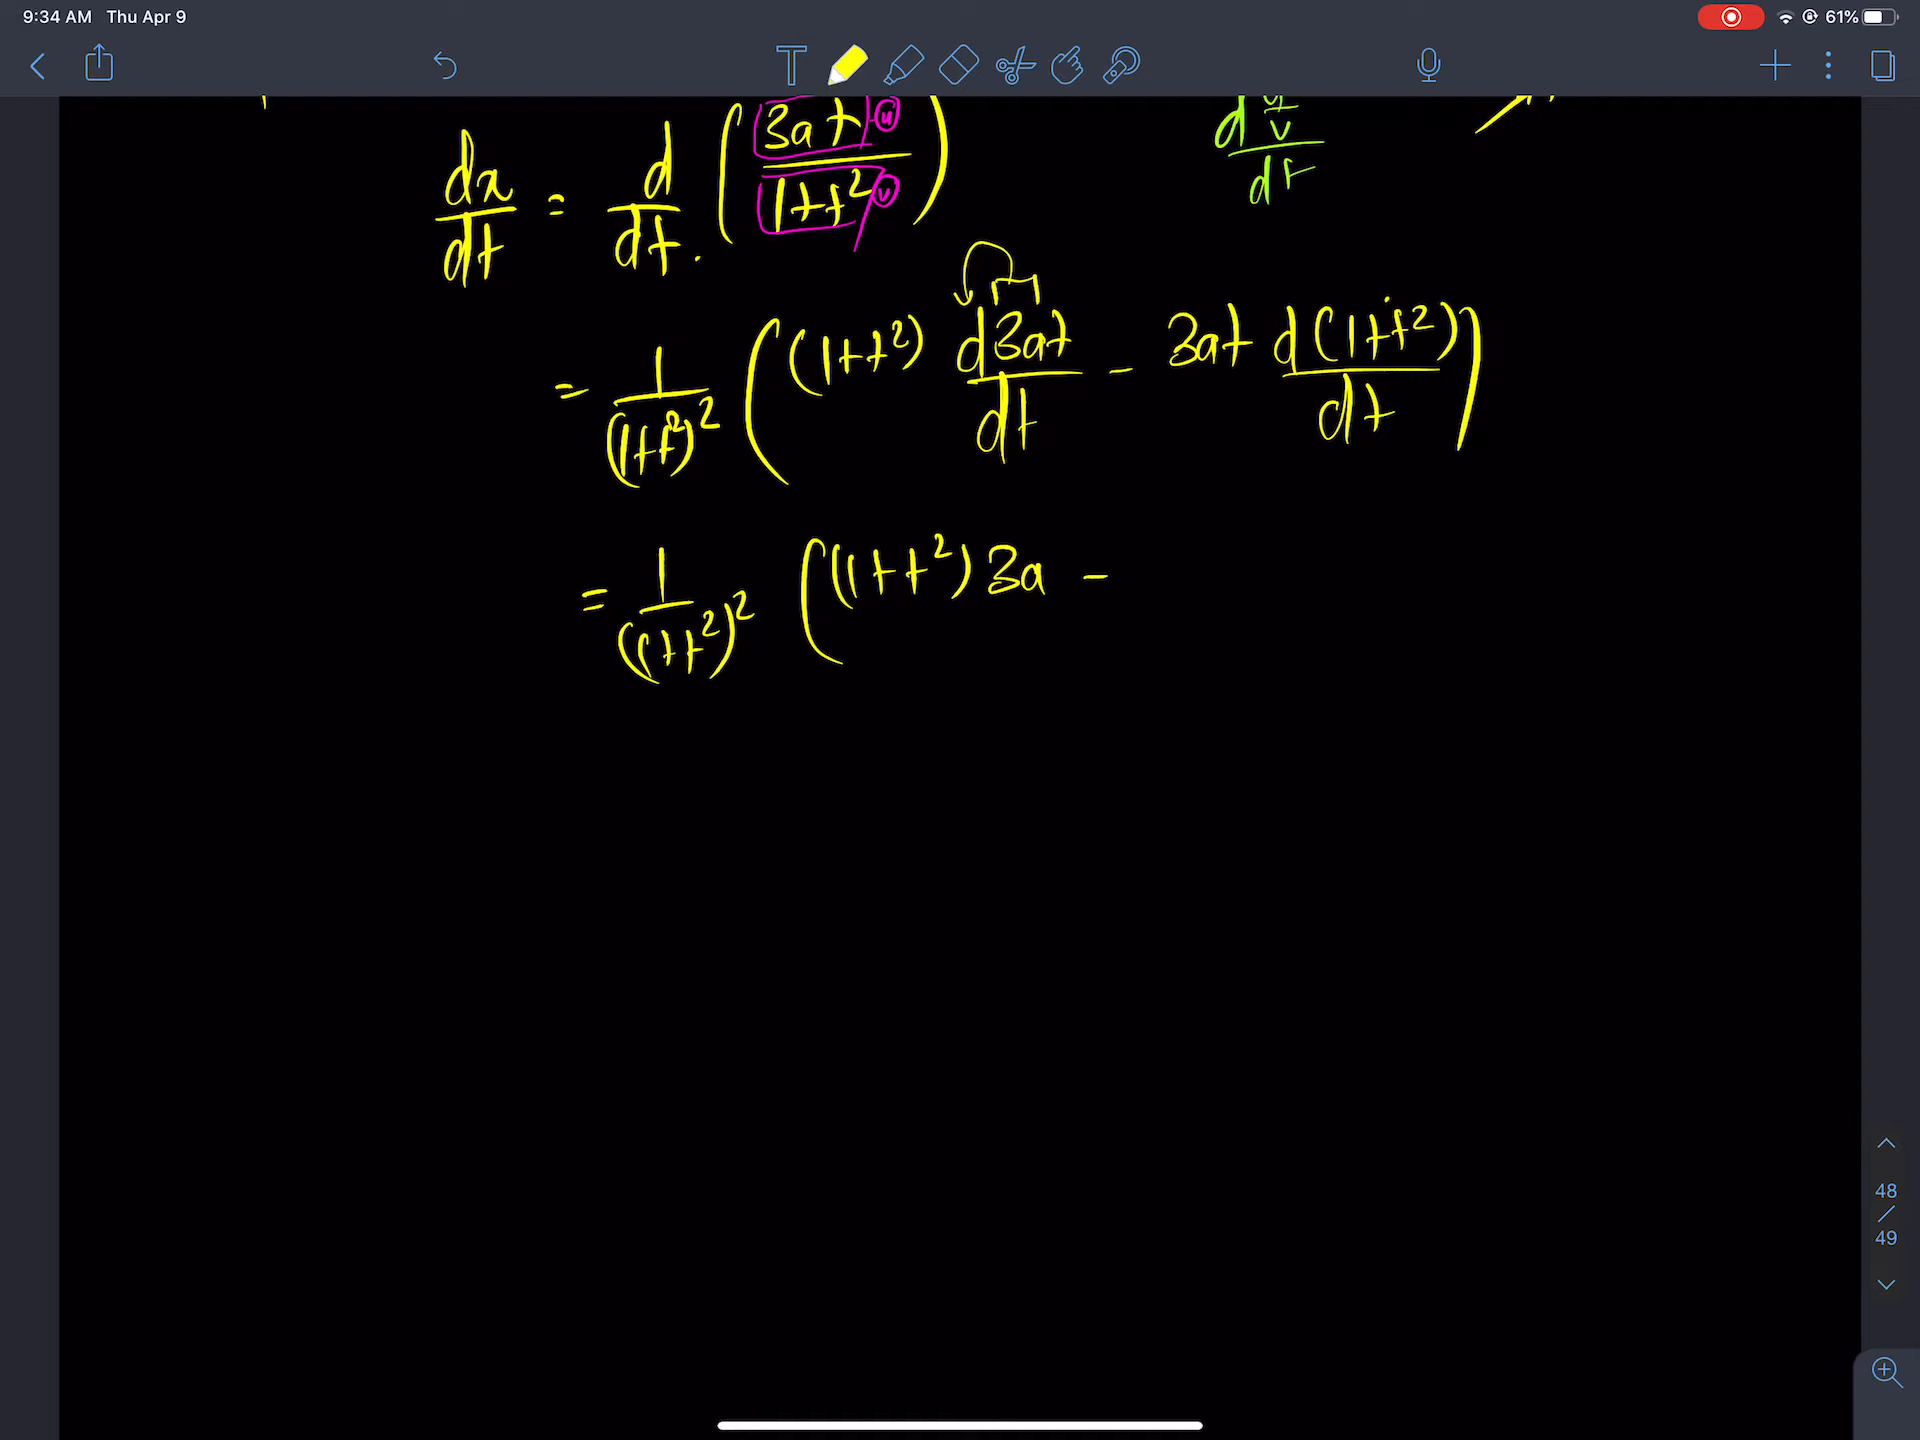 9:34 AM Thu Apr 9 61%
dx/dt = d/dt. (3at/1+t²) u v
d u/v / dt
= 1/(1+t²)² ((1+t²) d3at/dt - 3at d(1+t²)/dt)
= 1/(1+t²)² ((1+t²)3a -
48
/
49